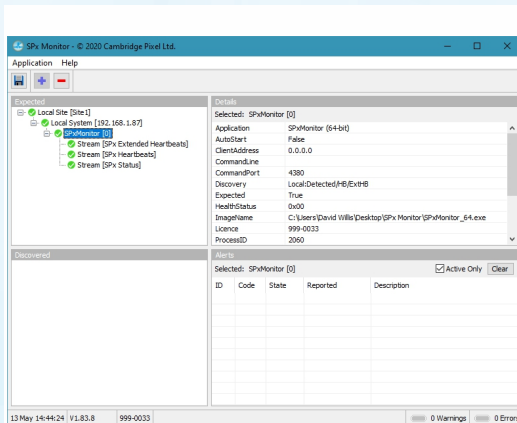 SPx Monitor - © 2020 Cambridge Pixel Ltd.
Application Help
Expected
Local Site [Site1]
Local System [192.168.1.87]
SPxMonitor [0]
Stream [SPx Extended Heartbeats]
Stream [SPx Heartbeats]
Stream [SPx Status]
Details
Selected: SPxMonitor [0]
Application SPxMonitor (64-bit)
AutoStart False
ClientAddress 0.0.0.0
CommandLine
CommandPort 4380
Discovery Local:Detected/HB/ExtHB
Expected True
HealthStatus 0x00
ImageName C:\Users\David Willis\Desktop\SPx Monitor\SPxMonitor_64.exe
Licence 999-0033
ProcessID 2060
Discovered
Alerts
Selected: SPxMonitor [0] Active Only Clear
ID Code State Reported Description
13 May 14:44:24 V1.83.8 999-0033 0 Warnings 0 Error